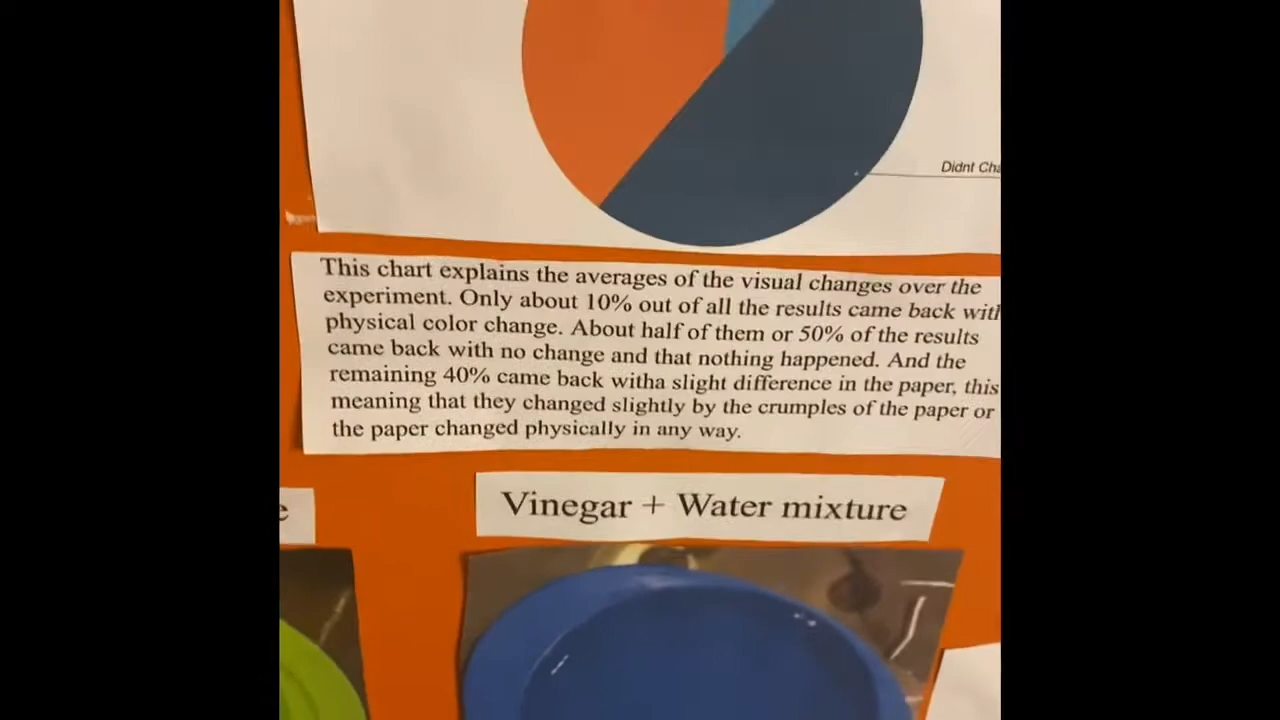 Didnt Cha
This chart explains the averages of the visual changes over the
experiment. Only about 10% out of all the results came back with
physical color change. About half of them or 50% of the results
came back with no change and that nothing happened. And the
remaining 40% came back witha slight difference in the paper, this
meaning that they changed slightly by the crumples of the paper or
the paper changed physically in any way.
e
Vinegar + Water mixture